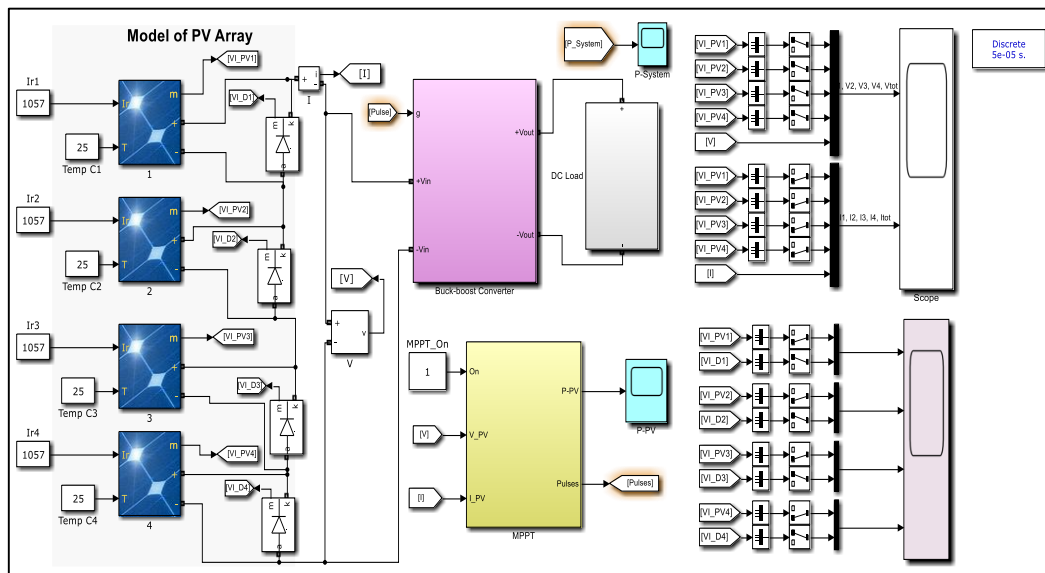 Model of PV Array
Ir1
1057
25
Temp C1
Ir
T
m
+
-
1
[VI_PV1]
[VI_D1]
m
k
a
Ir2
1057
25
Temp C2
Ir
T
m
+
-
2
[VI_PV2]
[VI_D2]
m
k
a
Ir3
1057
25
Temp C3
Ir
T
m
+
-
3
[VI_PV3]
[VI_D3]
m
k
a
Ir4
1057
25
Temp C4
Ir
T
m
+
-
4
[VI_PV4]
[VI_D4]
m
k
a
+
-
i
I
[I]
[V]
+
-
v
V
[Pulse]
g
+Vin
-Vin
+Vout
-Vout
Buck-boost Converter
[P_System]
P-System
+
DC Load
-
MPPT_On
1
[V]
[I]
On
V_PV
I_PV
P-PV
Pulses
MPPT
P-PV
[Pulses]
[VI_PV1]
[VI_PV2]
[VI_PV3]
[VI_PV4]
[V]
, V2, V3, V4, Vtot
[VI_PV1]
[VI_PV2]
[VI_PV3]
[VI_PV4]
[I]
I1, I2, I3, I4, Itot
Scope
[VI_PV1]
[VI_D1]
[VI_PV2]
[VI_D2]
[VI_PV3]
[VI_D3]
[VI_PV4]
[VI_D4]
Discrete
5e-05 s.